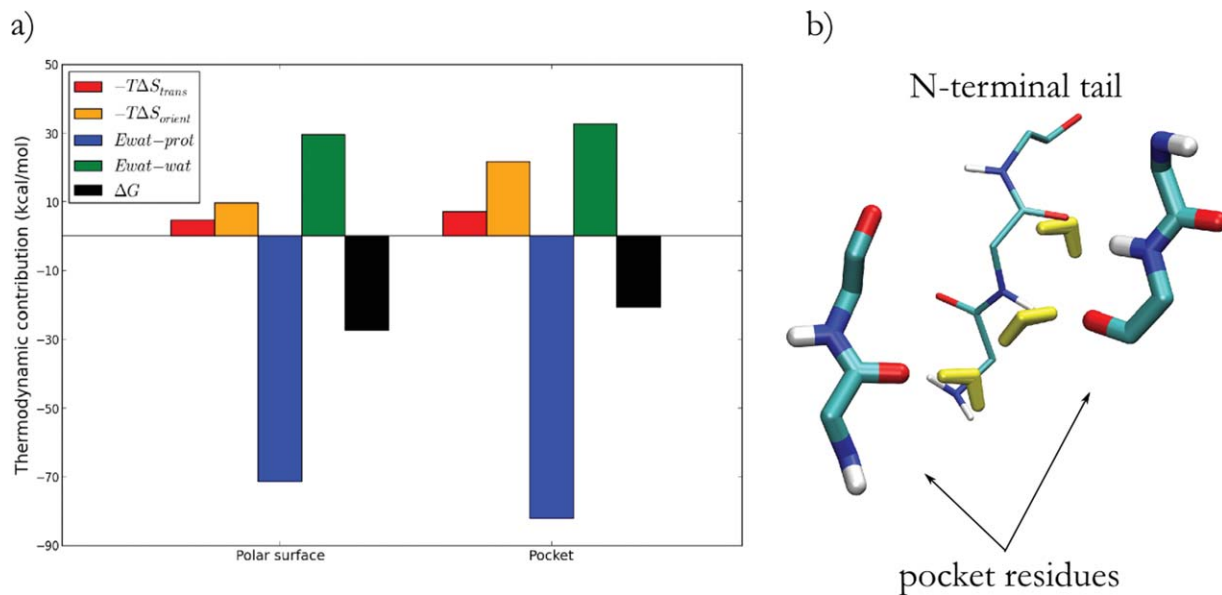 a)
Thermodynamic contribution (kcal/mol)
50
30
10
−10
−30
−50
−70
−90
−TΔS_trans
−TΔS_orient
Ewat−prot
Ewat−wat
ΔG
Polar surface
Pocket
b)
N-terminal tail
pocket residues